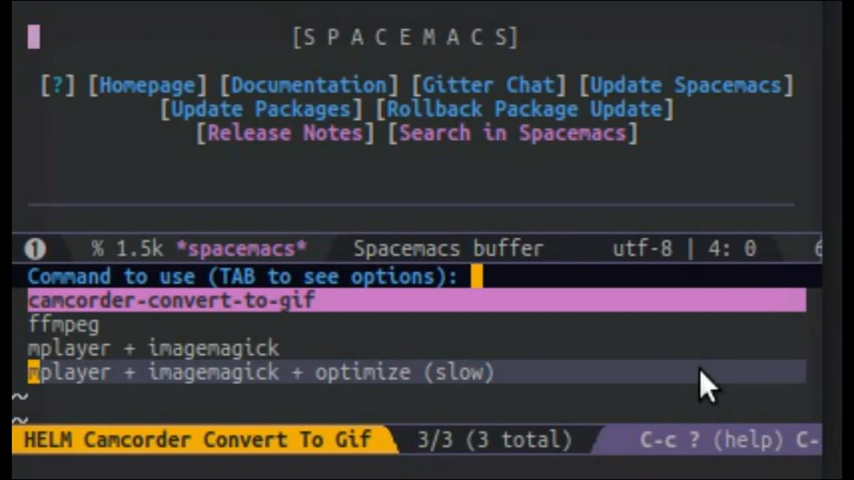 [S P A C E M A C S]
[?] [Homepage] [Documentation] [Gitter Chat] [Update Spacemacs]
[Update Packages] [Rollback Package Update]
[Release Notes] [Search in Spacemacs]
❶ % 1.5k *spacemacs* Spacemacs buffer utf-8 | 4: 0
Command to use (TAB to see options):
camcorder-convert-to-gif
ffmpeg
mplayer + imagemagick
mplayer + imagemagick + optimize (slow)
~
~
HELM Camcorder Convert To Gif 3/3 (3 total) C-c ? (help) C-